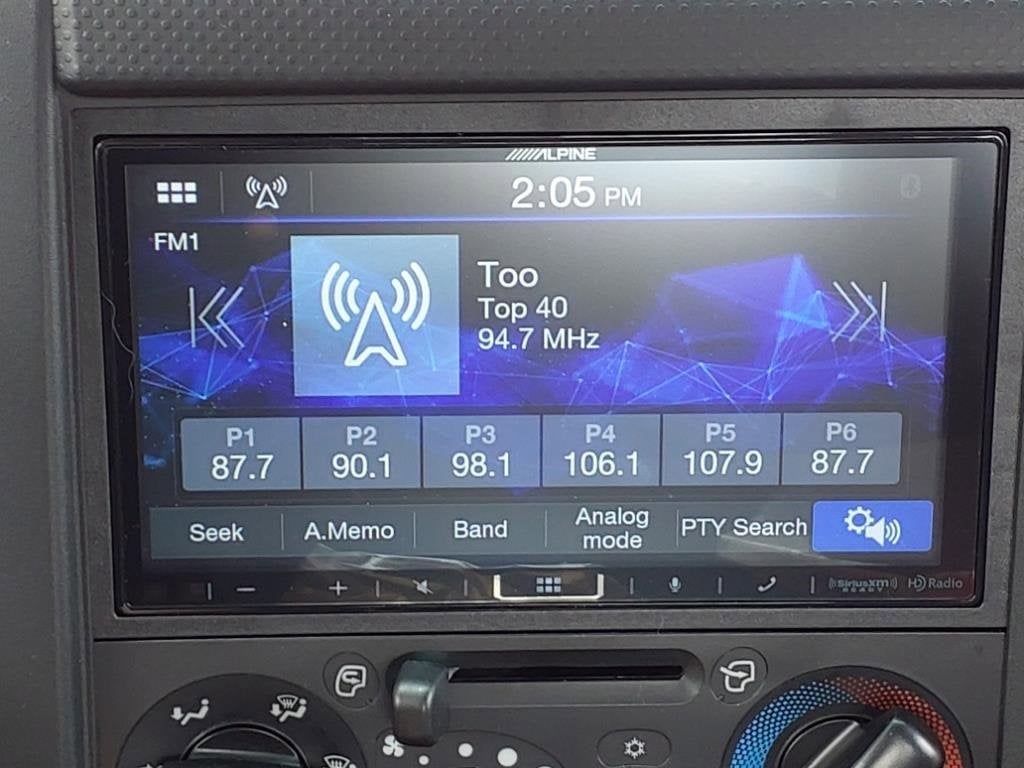 ALPINE
2:05 PM
FM1
Too
Top 40
94.7 MHz
P1 P2 P3 P4 P5 P6
87.7 90.1 98.1 106.1 107.9 87.7
Seek A.Memo Band Analog mode PTY Search
SiriusXM READY HD Radio